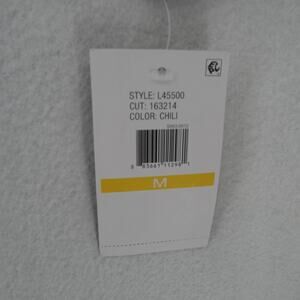 STYLE: L45500
CUT: 163214
COLOR: CHILI
M